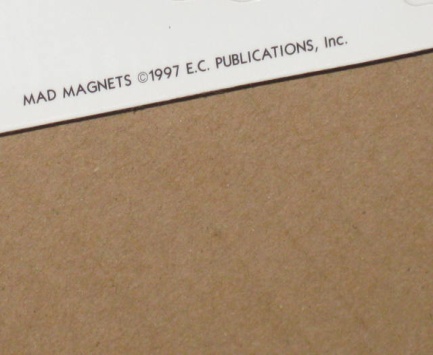 MAD MAGNETS ©1997 E.C. PUBLICATIONS, Inc.